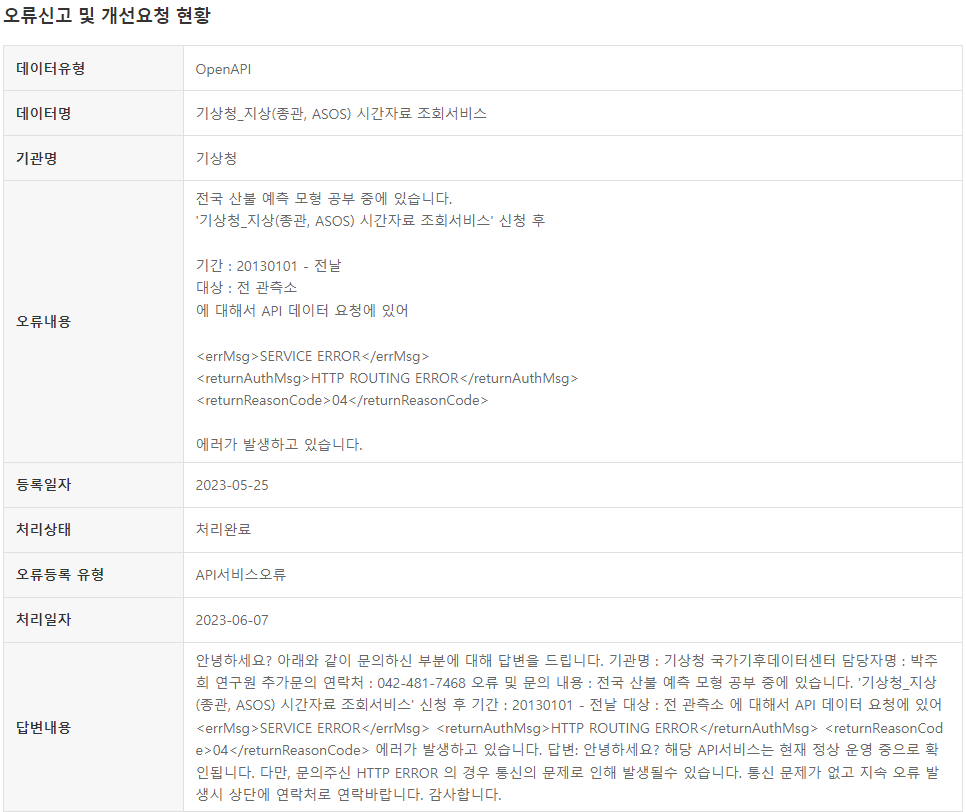 오류신고 및 개선요청 현황
데이터유형
OpenAPI
데이터명
기상청_지상(종관, ASOS) 시간자료 조회서비스
기관명
기상청
오류내용
전국 산불 예측 모형 공부 중에 있습니다.
'기상청_지상(종관, ASOS) 시간자료 조회서비스' 신청 후
기간 : 20130101 - 전날
대상 : 전 관측소
에 대해서 API 데이터 요청에 있어
<errMsg>SERVICE ERROR</errMsg>
<returnAuthMsg>HTTP ROUTING ERROR</returnAuthMsg>
<returnReasonCode>04</returnReasonCode>
에러가 발생하고 있습니다.
등록일자
2023-05-25
처리상태
처리완료
오류등록 유형
API서비스오류
처리일자
2023-06-07
답변내용
안녕하세요? 아래와 같이 문의하신 부분에 대해 답변을 드립니다. 기관명 : 기상청 국가기후데이터센터 담당자명 : 박주
희 연구원 추가문의 연락처 : 042-481-7468 오류 및 문의 내용 : 전국 산불 예측 모형 공부 중에 있습니다. '기상청_지상
(종관, ASOS) 시간자료 조회서비스' 신청 후 기간 : 20130101 - 전날 대상 : 전 관측소 에 대해서 API 데이터 요청에 있어
<errMsg>SERVICE ERROR</errMsg> <returnAuthMsg>HTTP ROUTING ERROR</returnAuthMsg> <returnReasonCod
e>04</returnReasonCode> 에러가 발생하고 있습니다. 답변: 안녕하세요? 해당 API서비스는 현재 정상 운영 중으로 확
인됩니다. 다만, 문의주신 HTTP ERROR 의 경우 통신의 문제로 인해 발생될수 있습니다. 통신 문제가 없고 지속 오류 발
생시 상단에 연락처로 연락바랍니다. 감사합니다.